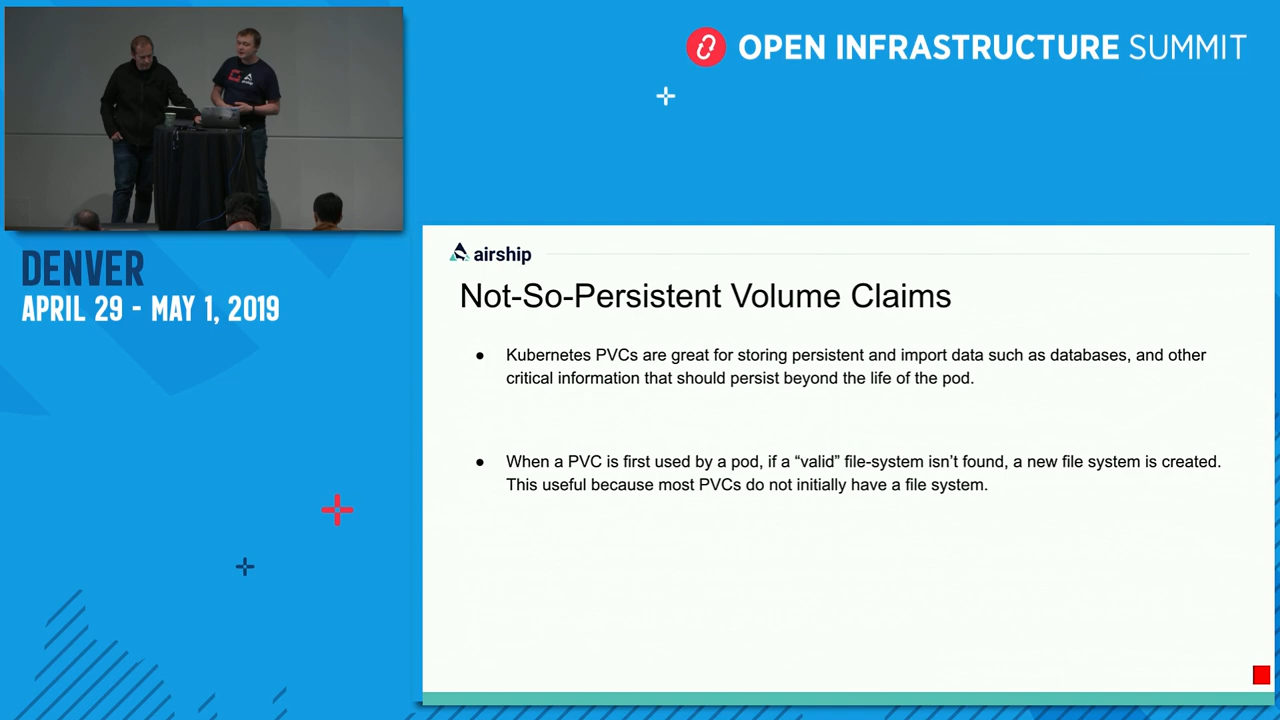 OPEN INFRASTRUCTURE SUMMIT
airship
DENVER
APRIL 29 - MAY 1, 2019
airship
Not-So-Persistent Volume Claims
● Kubernetes PVCs are great for storing persistent and import data such as databases, and other
critical information that should persist beyond the life of the pod.
● When a PVC is first used by a pod, if a “valid” file-system isn’t found, a new file system is created.
This useful because most PVCs do not initially have a file system.